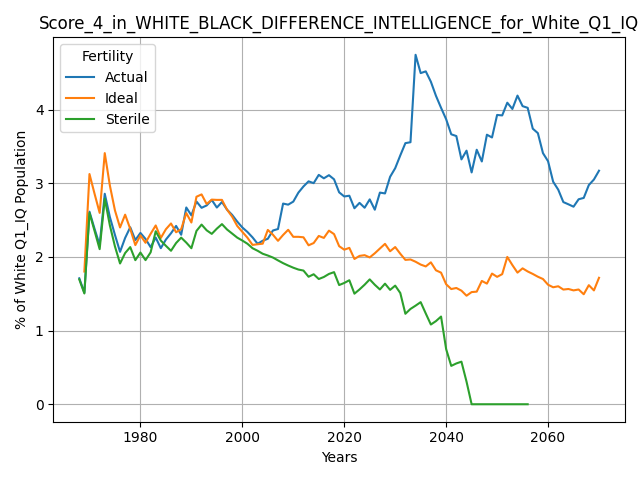 Score_4_in_WHITE_BLACK_DIFFERENCE_INTELLIGENCE_for_White_Q1_IQ
Fertility
Actual
Ideal
Sterile
% of White Q1_IQ Population
4
3
2
1
0
1980 2000 2020 2040 2060
Years